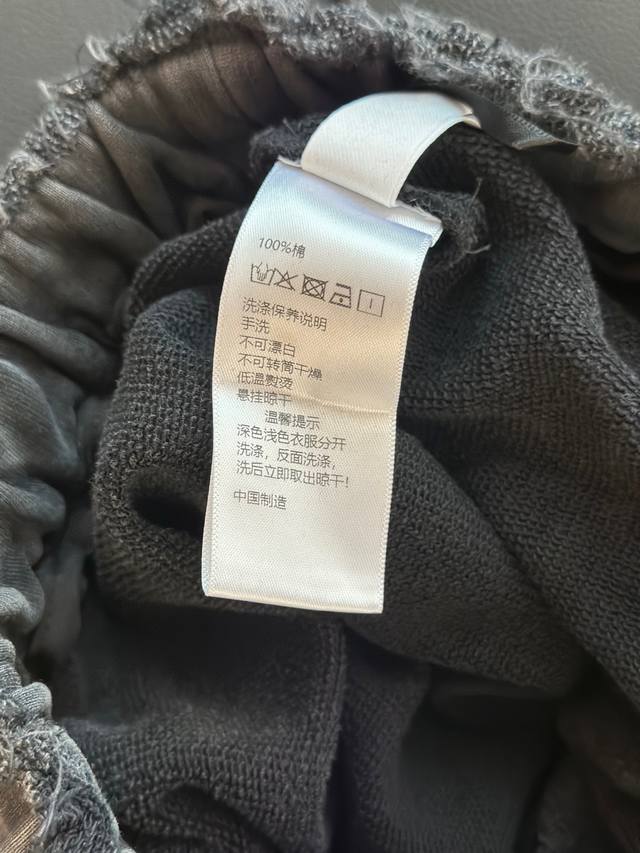 100%棉
洗涤保养说明
手洗
不可漂白
不可转筒干燥
低温熨烫
悬挂晾干
温馨提示
深色浅色衣服分开
洗涤，反面洗涤，
洗后立即取出晾干！
中国制造